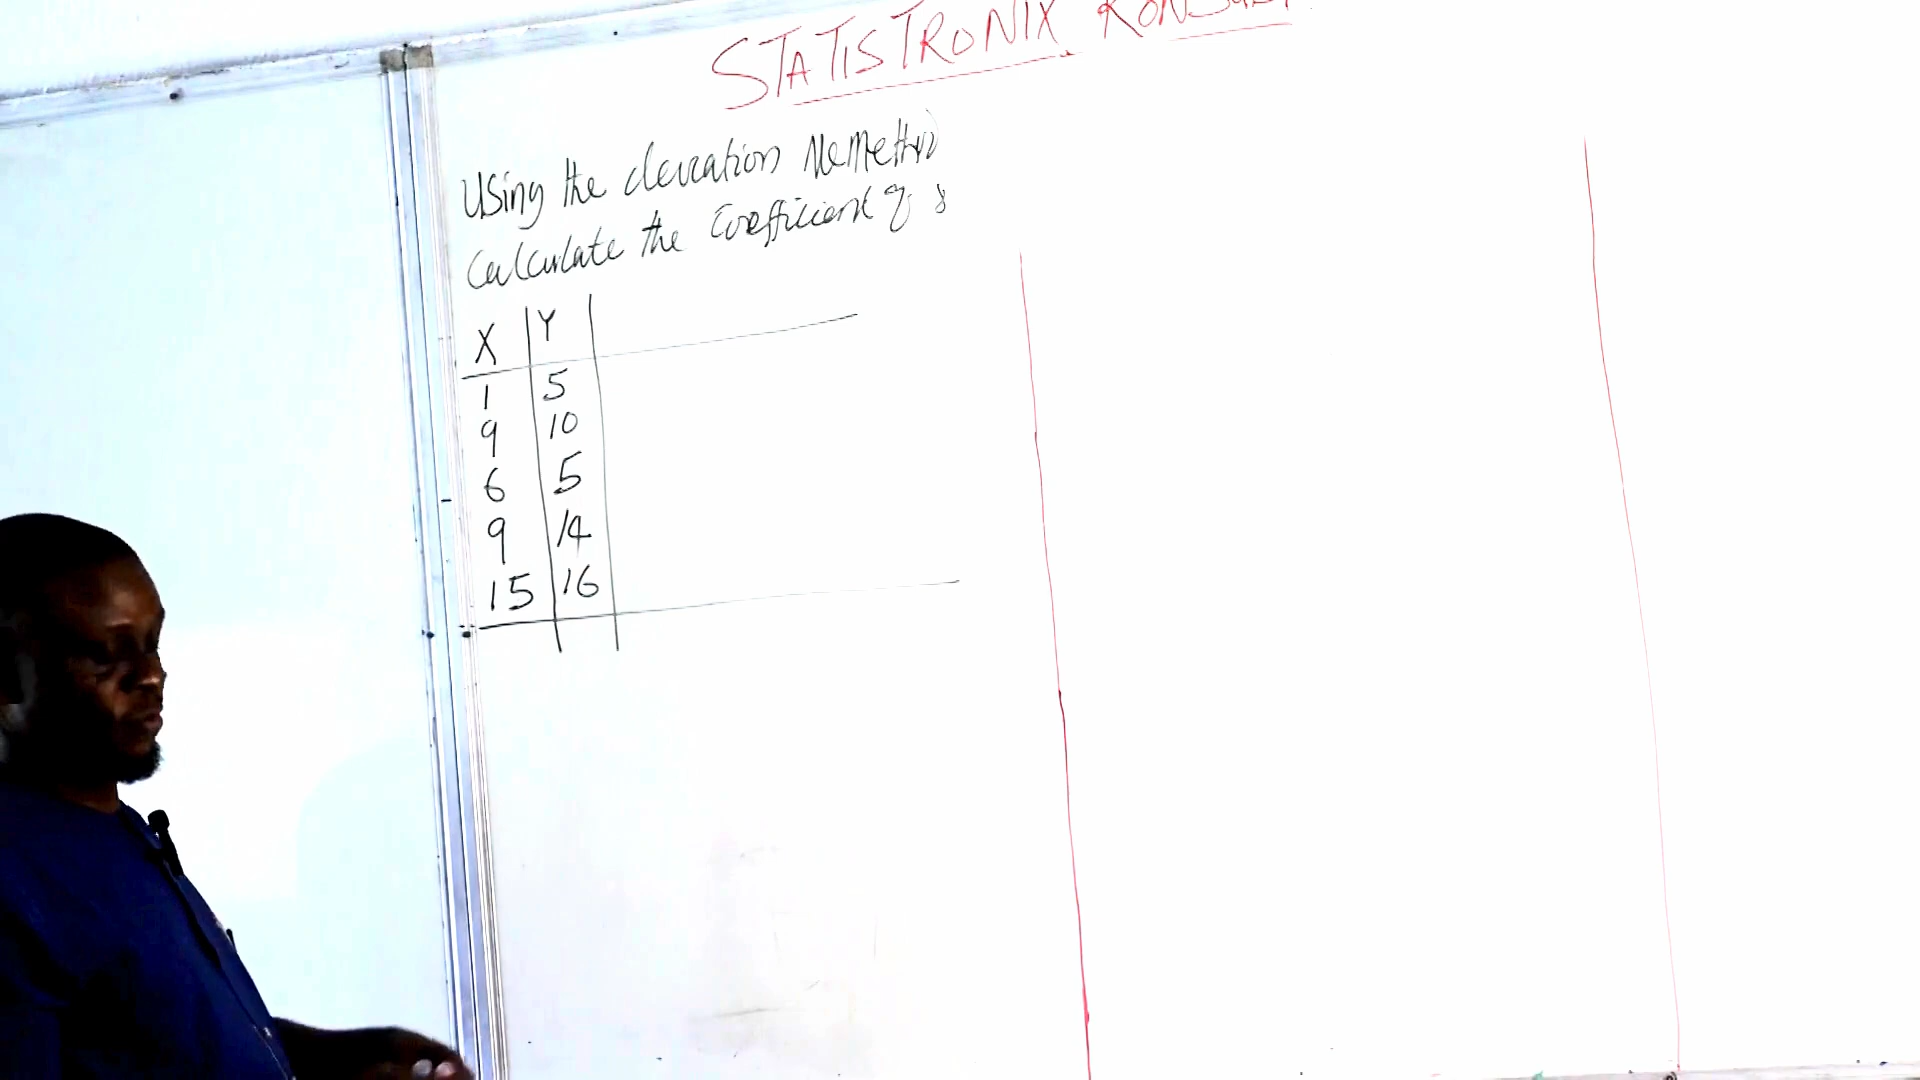 STATISTRONIX KONSULT
Using the deviation Method
Calculate the Coefficient of
X Y
1 5
9 10
6 5
9 14
15 16